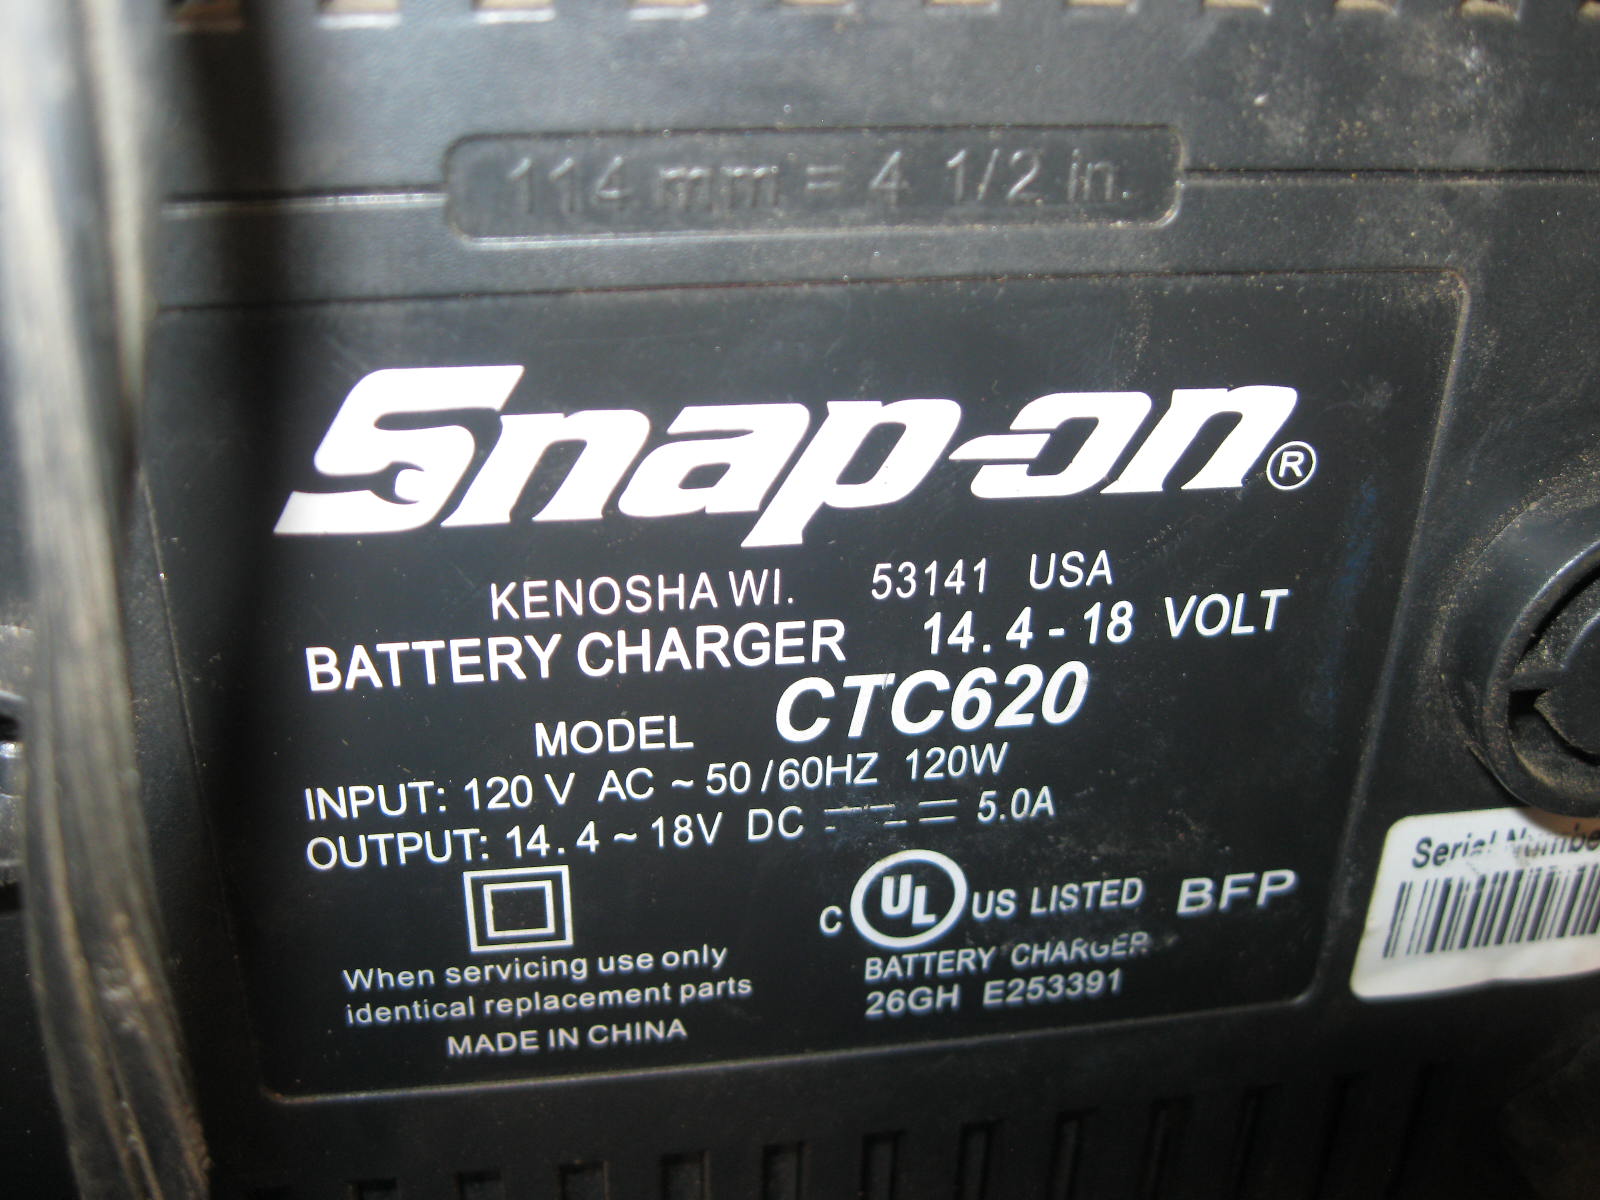 114 mm = 4 1/2 in.
Snap-on®
KENOSHA WI. 53141 USA
BATTERY CHARGER 14.4 - 18 VOLT
MODEL CTC620
INPUT: 120 V AC ~ 50/60HZ 120W
OUTPUT: 14.4 ~ 18V DC 5.0A
C UL US LISTED BFP
BATTERY CHARGER
26GH E253391
When servicing use only
identical replacement parts
MADE IN CHINA
Serial Numbe